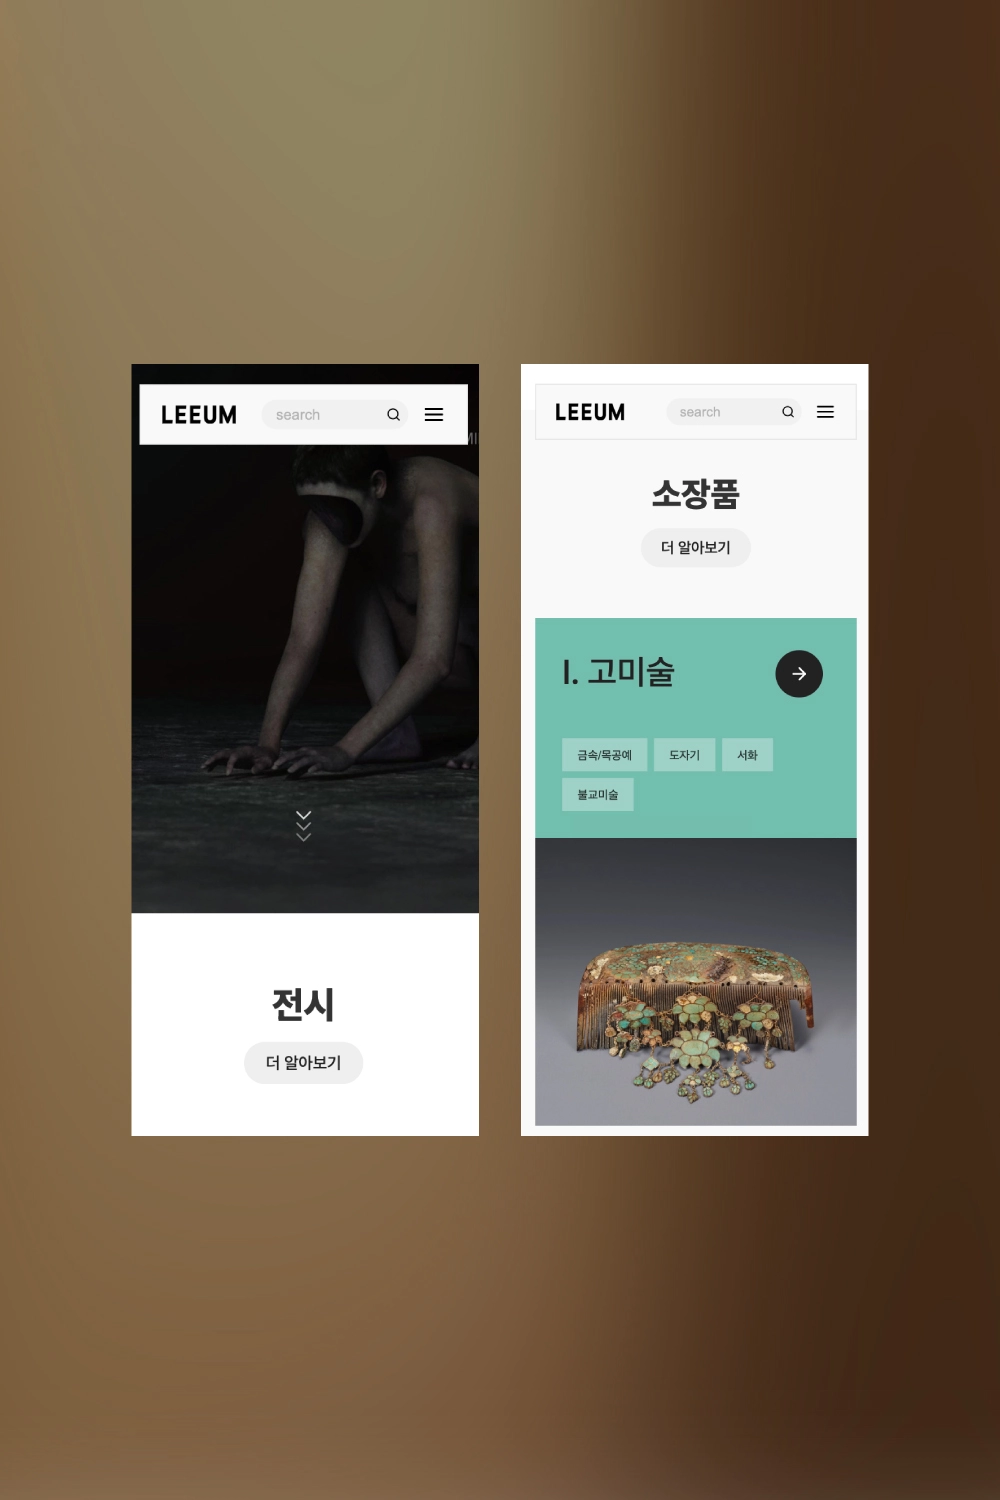 LEEUM
search
전시
더 알아보기
LEEUM
search
소장품
더 알아보기
I. 고미술
금속/목공예
도자기
서화
불교미술